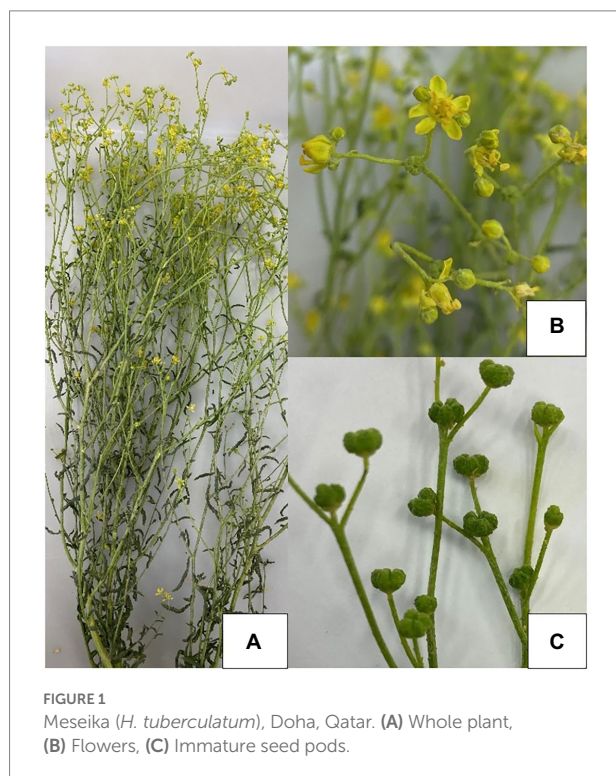 B
A
C
FIGURE 1
Meseika (H. tuberculatum), Doha, Qatar. (A) Whole plant,
(B) Flowers, (C) Immature seed pods.